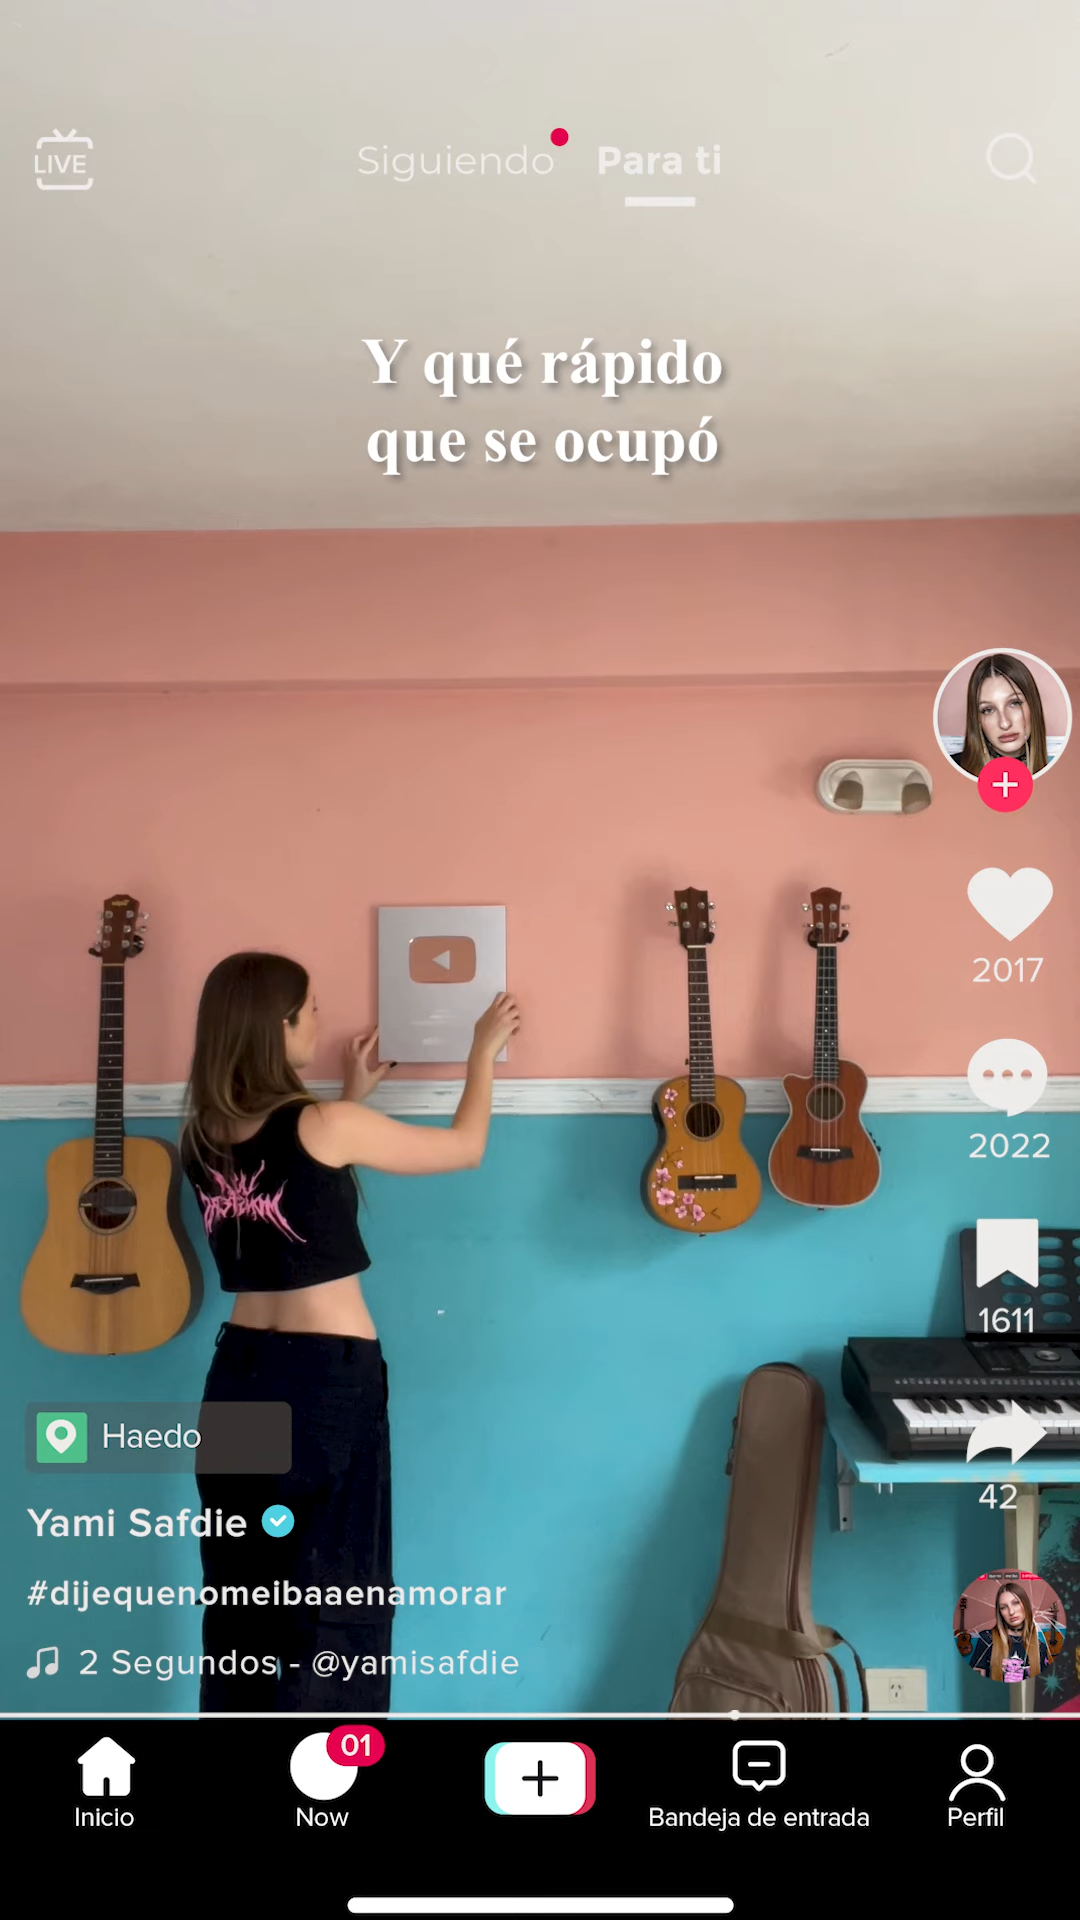 LIVE
Siguiendo
Para ti
Y qué rápido
que se ocupó
2017
2022
1611
42
Haedo
Yami Safdie
#dijequenomeibaaenamorar
2 Segundos - @yamisafdie
01
Inicio
Now
Bandeja de entrada
Perfil